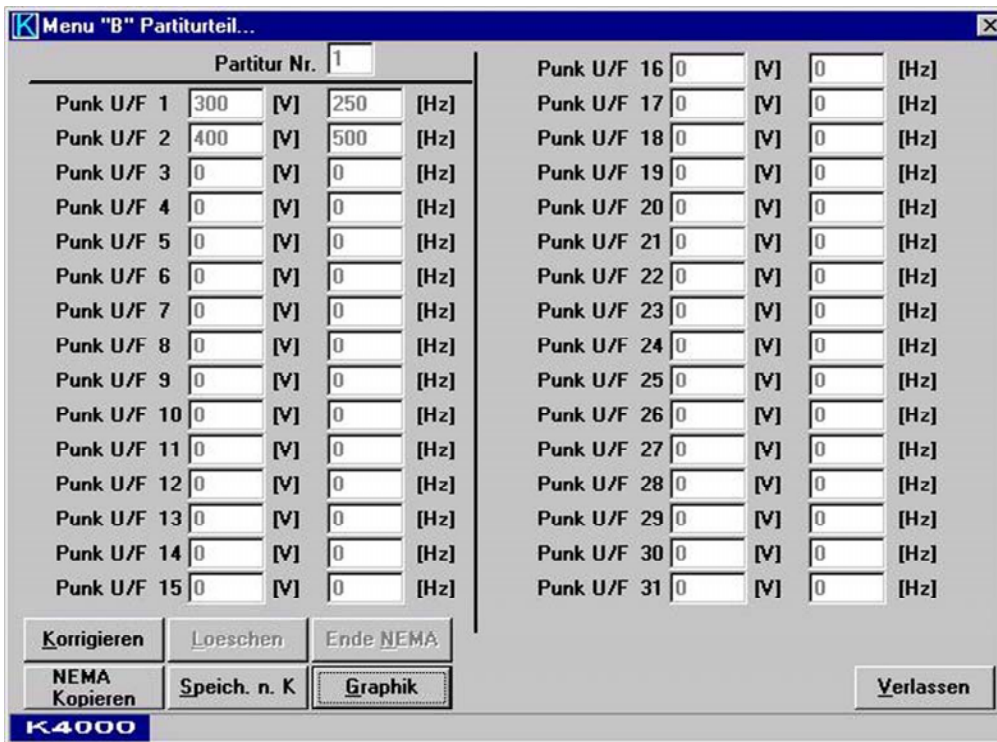 K Menu "B" Partiturteil...
Partitur Nr. 1
Punk U/F 1 300 [V] 250 [Hz]
Punk U/F 2 400 [V] 500 [Hz]
Punk U/F 3 0 [V] 0 [Hz]
Punk U/F 4 0 [V] 0 [Hz]
Punk U/F 5 0 [V] 0 [Hz]
Punk U/F 6 0 [V] 0 [Hz]
Punk U/F 7 0 [V] 0 [Hz]
Punk U/F 8 0 [V] 0 [Hz]
Punk U/F 9 0 [V] 0 [Hz]
Punk U/F 10 0 [V] 0 [Hz]
Punk U/F 11 0 [V] 0 [Hz]
Punk U/F 12 0 [V] 0 [Hz]
Punk U/F 13 0 [V] 0 [Hz]
Punk U/F 14 0 [V] 0 [Hz]
Punk U/F 15 0 [V] 0 [Hz]
Punk U/F 16 0 [V] 0 [Hz]
Punk U/F 17 0 [V] 0 [Hz]
Punk U/F 18 0 [V] 0 [Hz]
Punk U/F 19 0 [V] 0 [Hz]
Punk U/F 20 0 [V] 0 [Hz]
Punk U/F 21 0 [V] 0 [Hz]
Punk U/F 22 0 [V] 0 [Hz]
Punk U/F 23 0 [V] 0 [Hz]
Punk U/F 24 0 [V] 0 [Hz]
Punk U/F 25 0 [V] 0 [Hz]
Punk U/F 26 0 [V] 0 [Hz]
Punk U/F 27 0 [V] 0 [Hz]
Punk U/F 28 0 [V] 0 [Hz]
Punk U/F 29 0 [V] 0 [Hz]
Punk U/F 30 0 [V] 0 [Hz]
Punk U/F 31 0 [V] 0 [Hz]
Korrigieren Loeschen Ende NEMA
NEMA
Kopieren Speich. n. K Graphik Verlassen
K4000